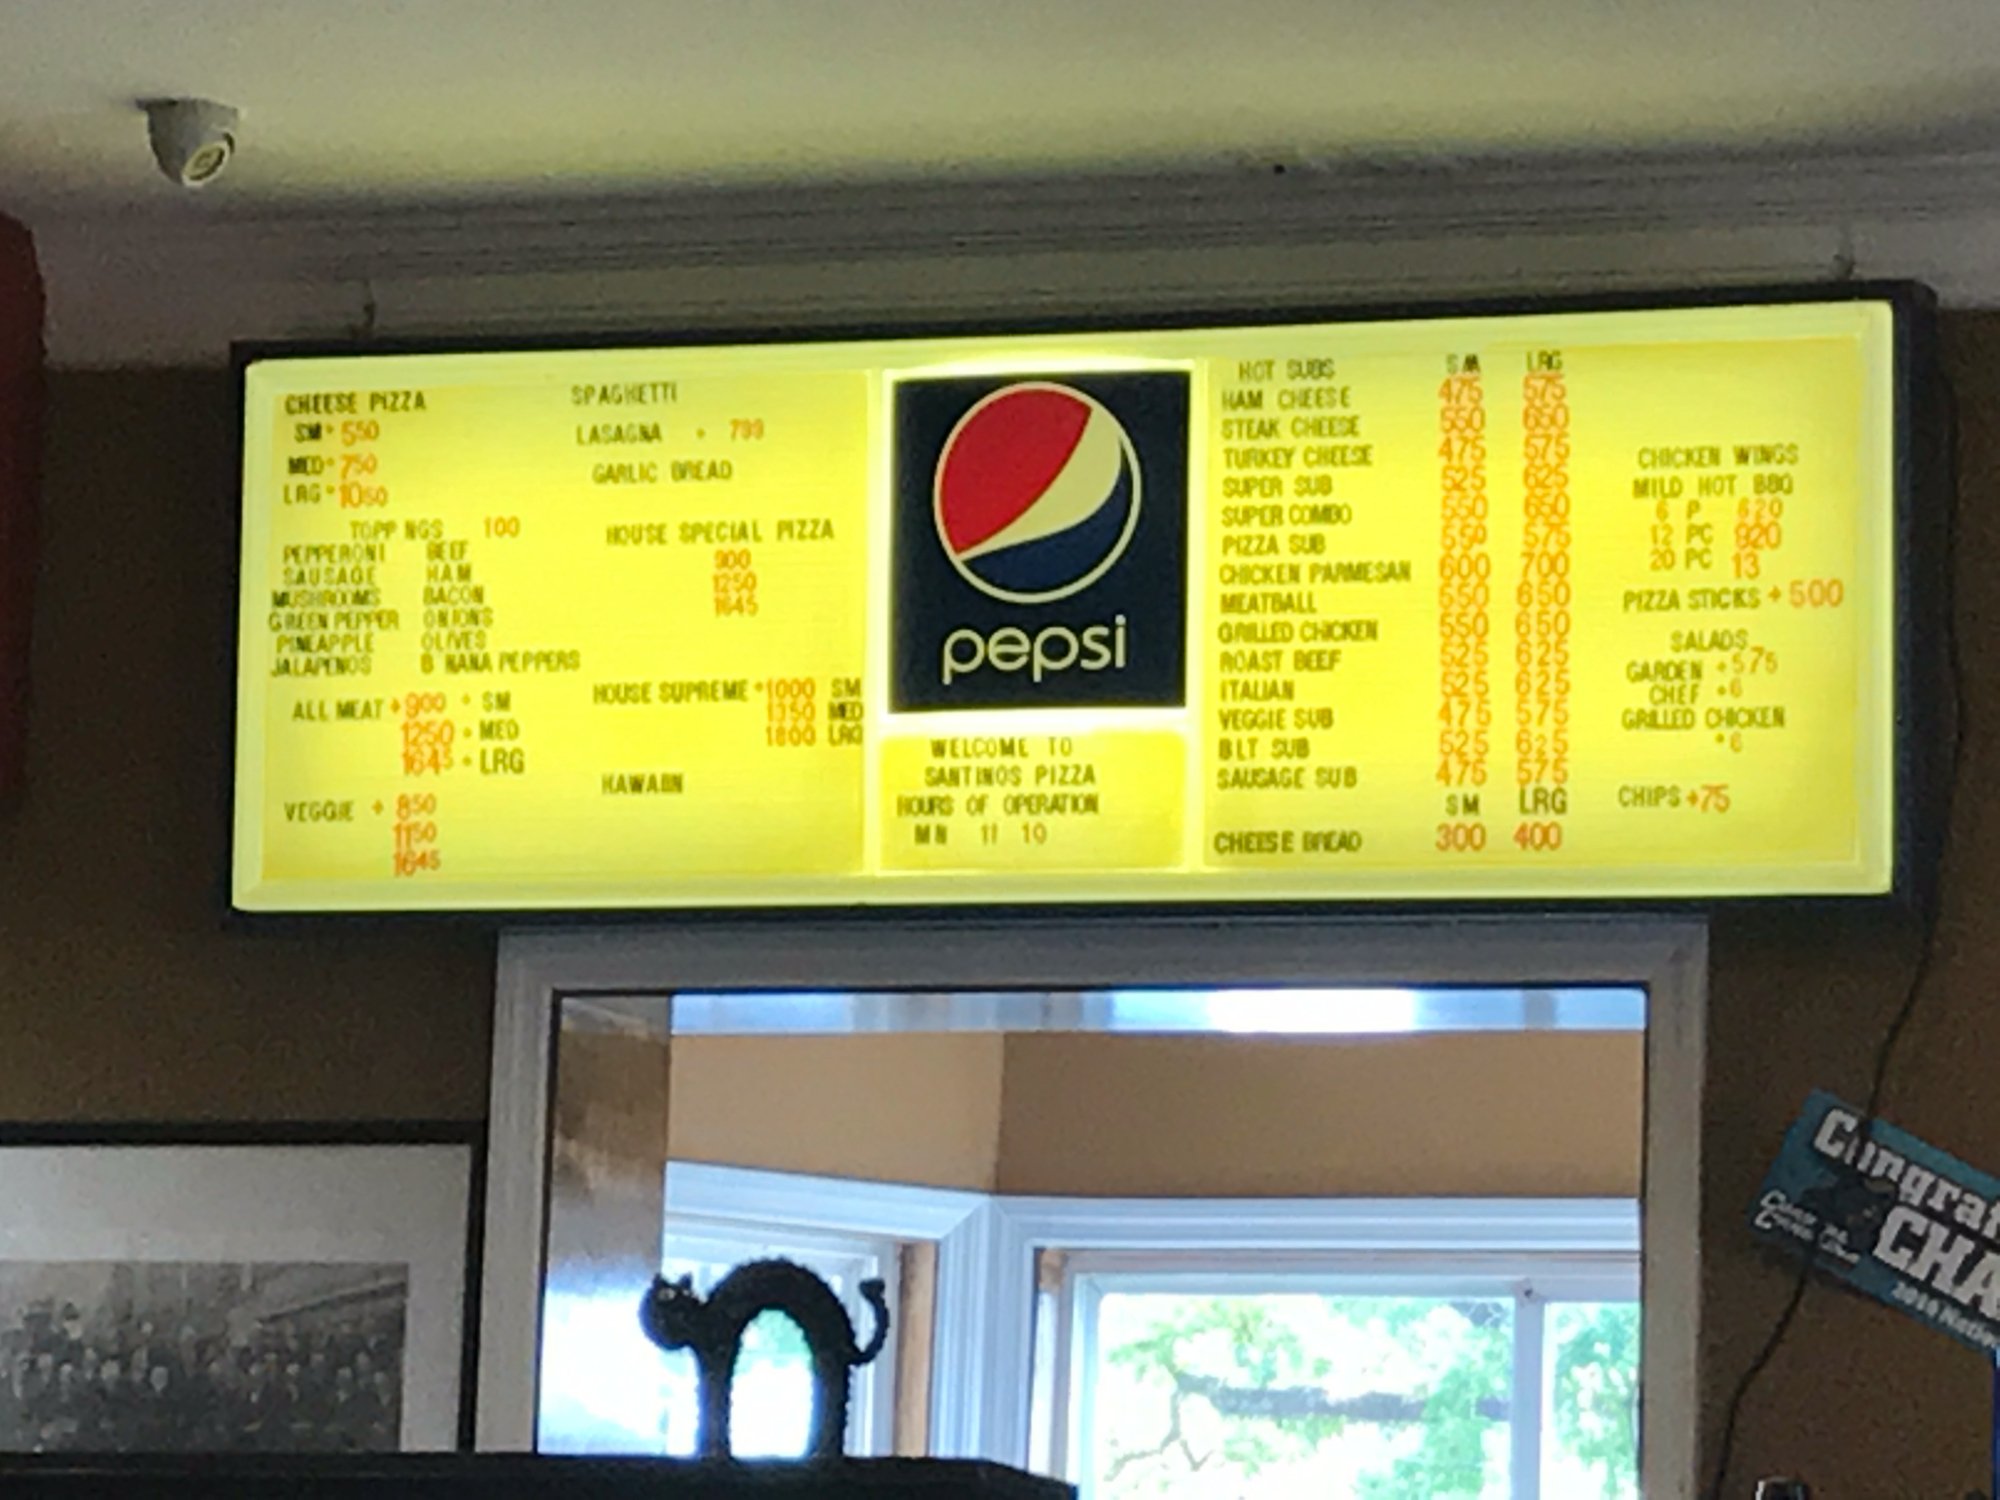 CHEESE PIZZA
SM 550
MED 750
LRG 1050
TOPP NGS 100
PEPPERONI BEEF
SAUSAGE HAM
MUSHROOMS BACON
GREEN PEPPER ONIONS
PINEAPPLE OLIVES
JALAPENOS B NANA PEPPERS
ALL MEAT 900 SM
1250 MED
1645 LRG
VEGGIE 850
1150
1645
SPAGHETTI
LASAGNA 799
GARLIC BREAD
HOUSE SPECIAL PIZZA
900
1250
1645
HOUSE SUPREME 1000 SM
1350 MED
1800 LRG
pepsi
WELCOME TO
SANTINOS PIZZA
HOURS OF OPERATION
11 10
HOT SUBS SM LRG
HAM CHEESE 475 575
STEAK CHEESE 550 650
TURKEY CHEESE 475 575
SUPER SUB 525 625
SUPER COMBO 550 650
PIZZA SUB 550 575
CHICKEN PARMESAN 600 700
MEATBALL 550 650
GRILLED CHICKEN 550 650
ROAST BEEF 525 625
ITALIAN 525 625
VEGGIE SUB 475 575
BLT SUB 525 625
SAUSAGE SUB 475 575
SM LRG
CHEESE BREAD 300 400
CHICKEN WINGS
MILD HOT BBQ
6 P 620
12 PC 920
20 PC 13
PIZZA STICKS 500
SALADS
GARDEN 575
CHEF 6
GRILLED CHICKEN
6
CHIPS 75
Congrat
CHA